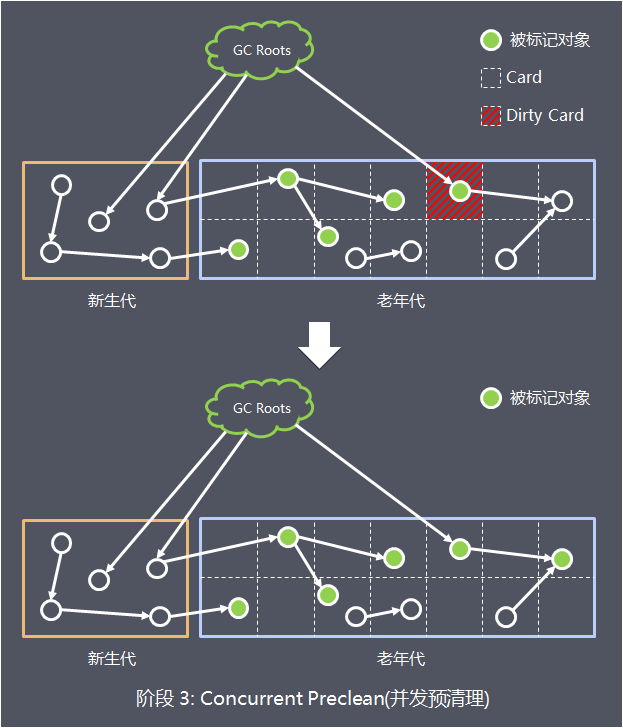 GC Roots
被标记对象
Card
Dirty Card
新生代
老年代
GC Roots
被标记对象
新生代
老年代
阶段 3: Concurrent Preclean(并发预清理)